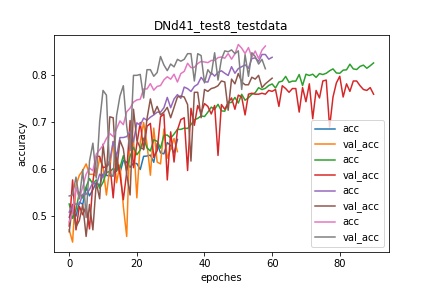 DNd41_test8_testdata
accuracy
0.8
0.7
0.6
0.5
0
20
40
60
80
epoches
acc
val_acc
acc
val_acc
acc
val_acc
acc
val_acc